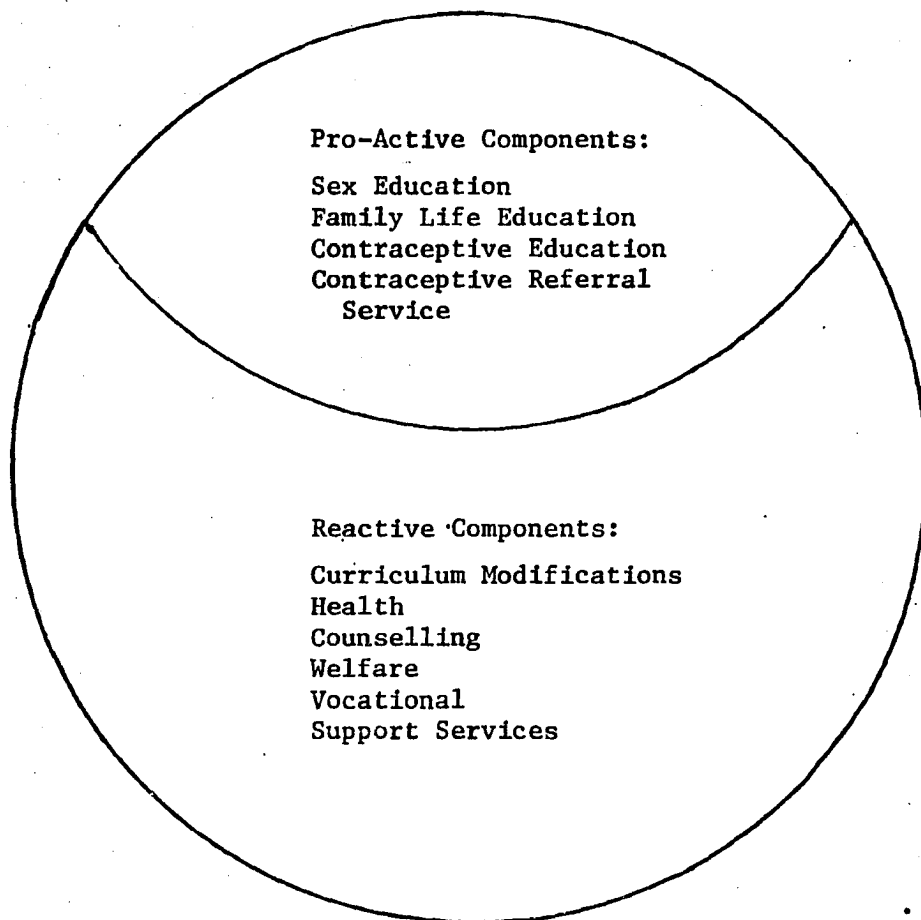 Pro-Active Components:
Sex Education
Family Life Education
Contraceptive Education
Contraceptive Referral
Service
Reactive Components:
Curriculum Modifications
Health
Counselling
Welfare
Vocational
Support Services